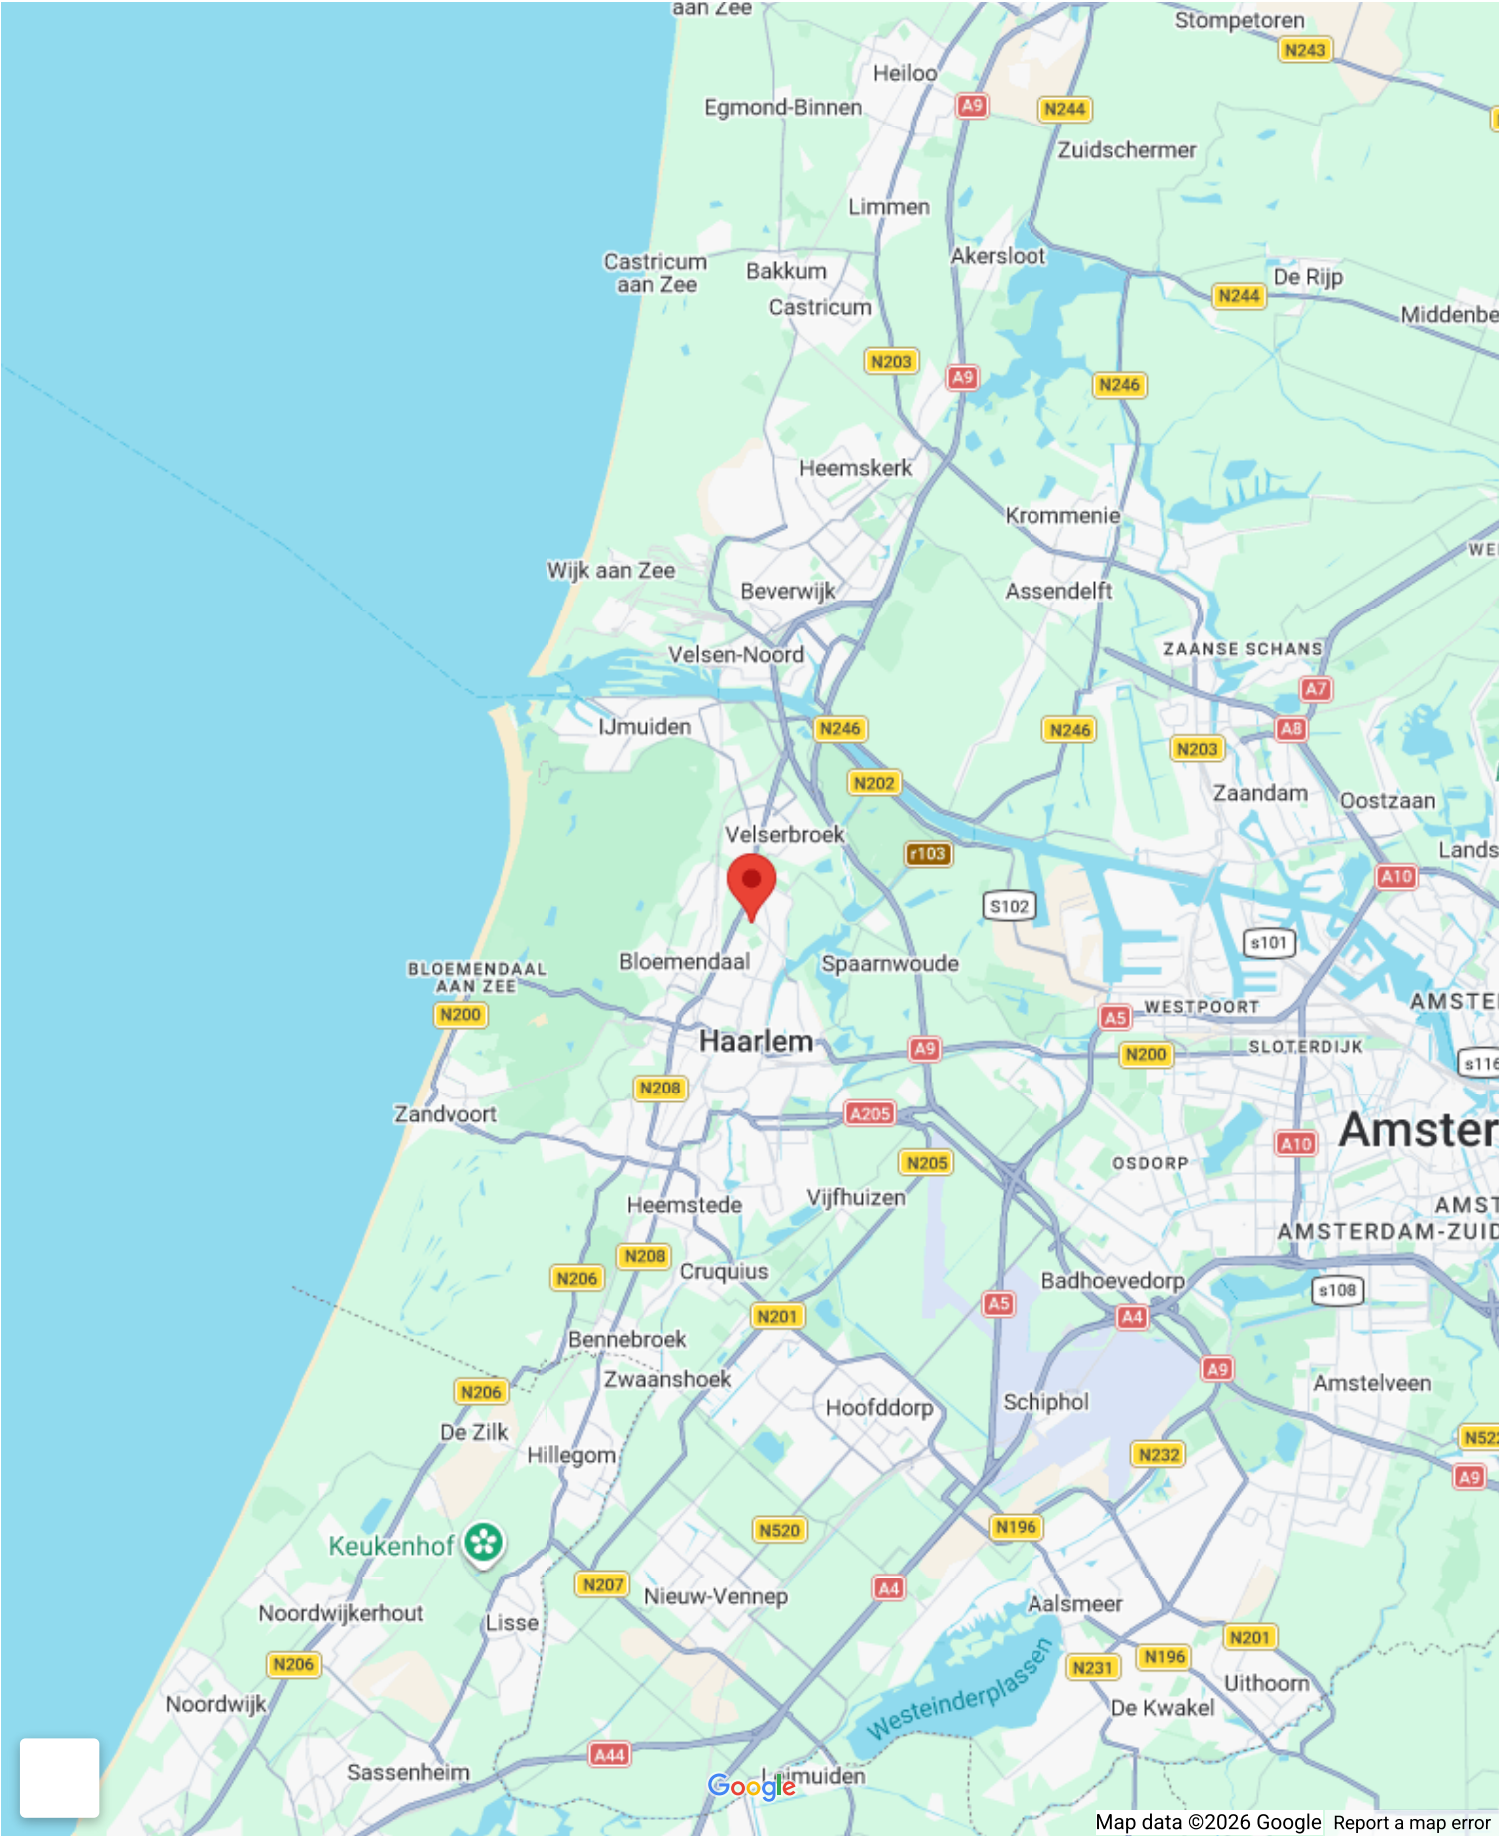 aan Zee
Stompetoren
N243
Heiloo
Egmond-Binnen
A9
N244
Zuidschermer
Limmen
Castricum
aan Zee
Bakkum
Akersloot
De Rijp
N244
Castricum
Middenbe
N203
A9
N246
Heemskerk
Krommenie
WE
Wijk aan Zee
Beverwijk
Assendelft
ZAANSE SCHANS
Velsen-Noord
A7
IJmuiden
N246
N246
A8
N203
N202
Zaandam
Oostzaan
Velserbroek
r103
Lands
A10
S102
s101
Bloemendaal
Spaarnwoude
BLOEMENDAAL
AAN ZEE
N200
A5
WESTPOORT
AMSTE
Haarlem
A9
N200
SLOTERDIJK
s116
N208
Zandvoort
A205
Amster
A10
N205
OSDORP
Heemstede
Vijfhuizen
AMST
AMSTERDAM-ZUID
N208
Cruquius
N206
Badhoevedorp
s108
A5
N201
A4
Bennebroek
Zwaanshoek
A9
N206
Schiphol
Amstelveen
Hoofddorp
De Zilk
N522
Hillegom
N232
A9
Keukenhof
N520
N196
N207
Nieuw-Vennep
A4
Aalsmeer
Noordwijkerhout
Lisse
N201
N206
N231
N196
Westeinderplassen
Uithoorn
Noordwijk
De Kwakel
A44
Sassenheim
Leimuiden
Google
Map data ©2026 Google
Report a map error